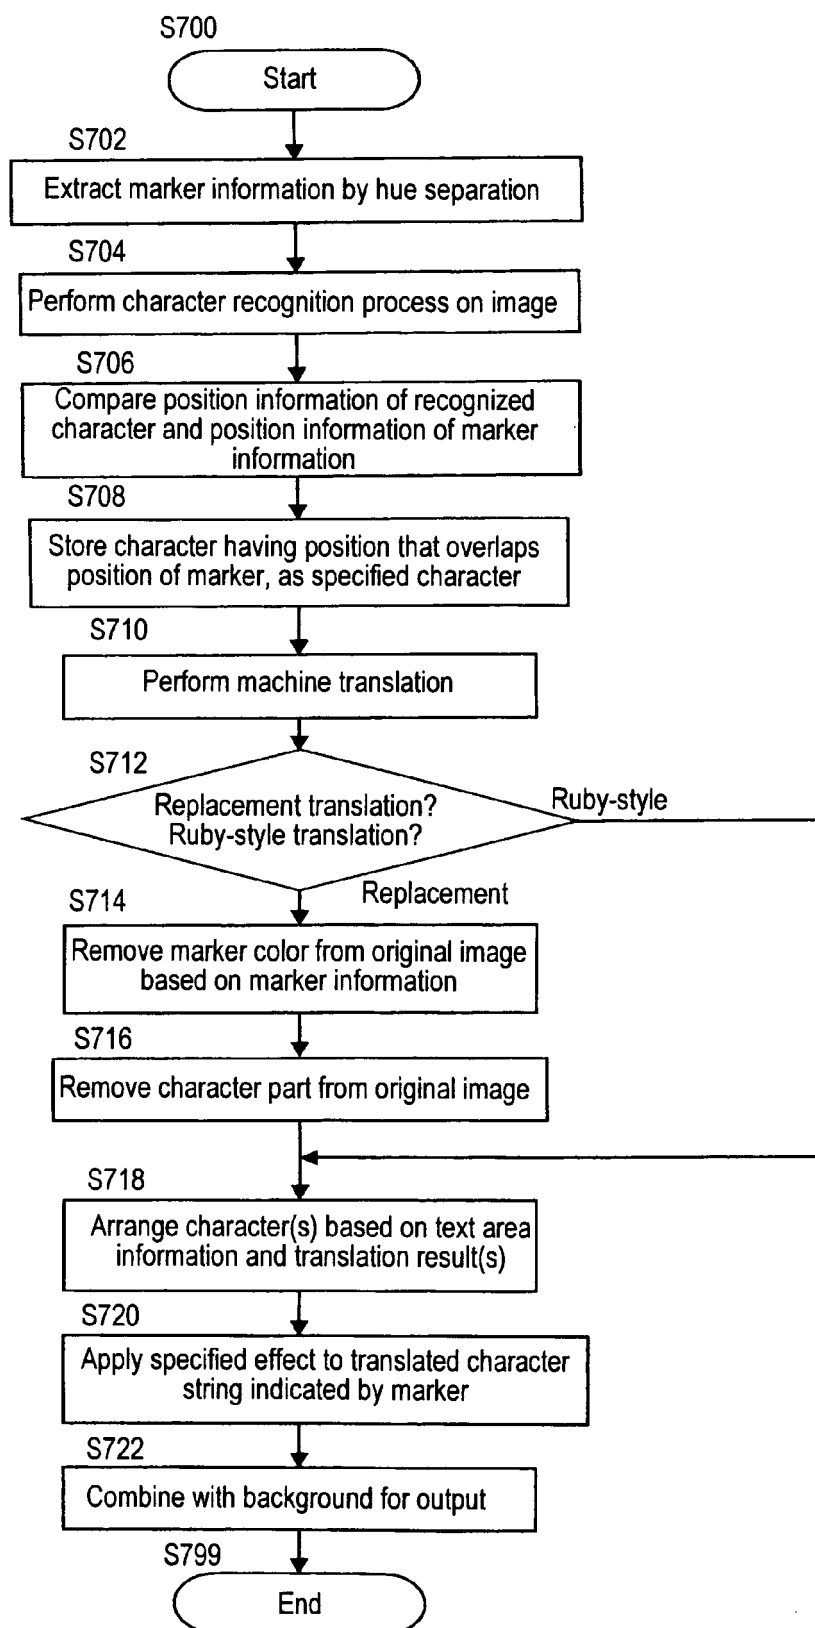 S700
Start
S702
Extract marker information by hue separation
S704
Perform character recognition process on image
S706
Compare position information of recognized
character and position information of marker
information
S708
Store character having position that overlaps
position of marker, as specified character
S710
Perform machine translation
S712
Replacement translation?
Ruby-style translation?
Ruby-style
Replacement
S714
Remove marker color from original image
based on marker information
S716
Remove character part from original image
S718
Arrange character(s) based on text area
information and translation result(s)
S720
Apply specified effect to translated character
string indicated by marker
S722
Combine with background for output
S799
End